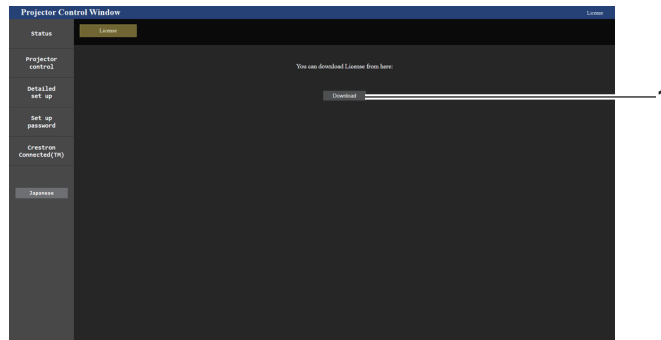 Projector Control Window
License
Status
License
Projector
control
You can download License from here:
Detailed
set up
Download
1
Set up
password
Crestron
Connected(TM)
Japanese